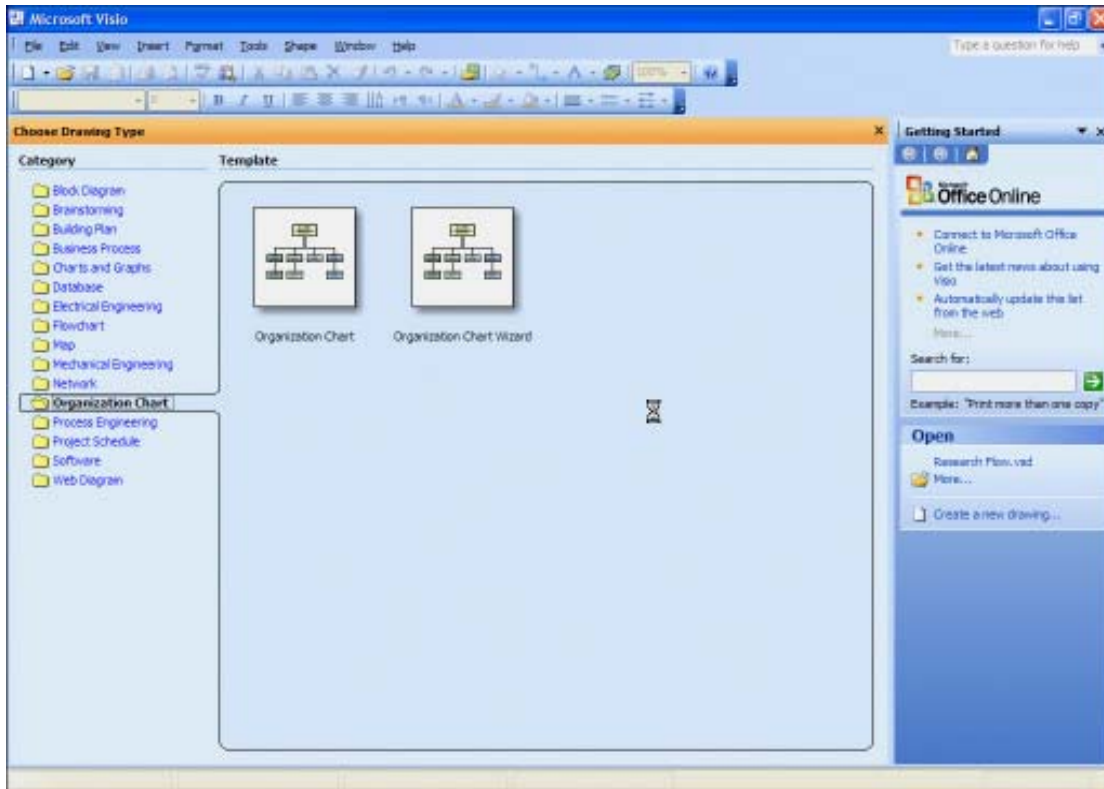 Microsoft Visio
File Edit View Insert Format Tools Shape Window Help
Type a question for help
100%
B I U
Choose Drawing Type
Category
Template
Block Diagram
Brainstorming
Building Plan
Business Process
Charts and Graphs
Database
Electrical Engineering
Flowchart
Map
Mechanical Engineering
Network
Organization Chart
Process Engineering
Project Schedule
Software
Web Diagram
Organization Chart
Organization Chart Wizard
Getting Started
Microsoft
Office Online
Connect to Microsoft Office
Online
Get the latest news about using
Visio
Automatically update this list
from the web
More...
Search for:
Example: "Print more than one copy"
Open
Research Flow.vsd
More...
Create a new drawing...